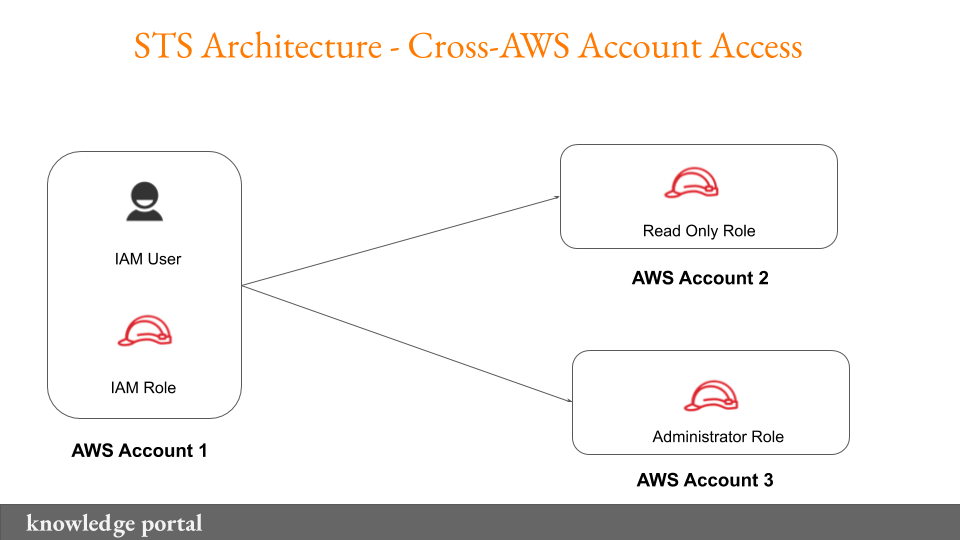 STS Architecture - Cross-AWS Account Access
IAM User
IAM Role
AWS Account 1
Read Only Role
AWS Account 2
Administrator Role
AWS Account 3
knowledge portal